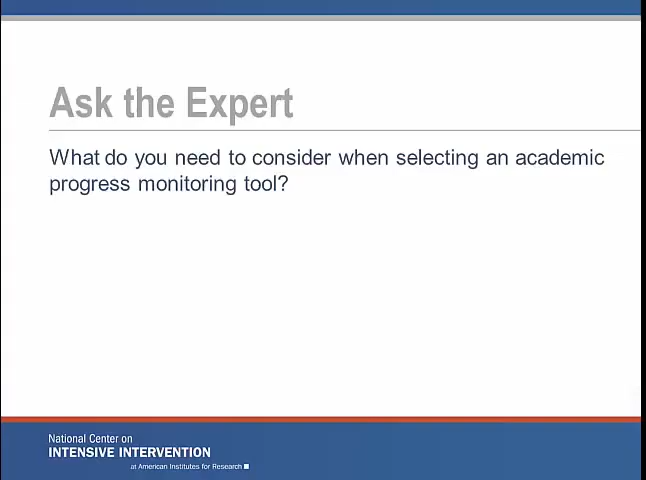 Ask the Expert
What do you need to consider when selecting an academic
progress monitoring tool?
National Center on
INTENSIVE INTERVENTION
at American Institutes for Research